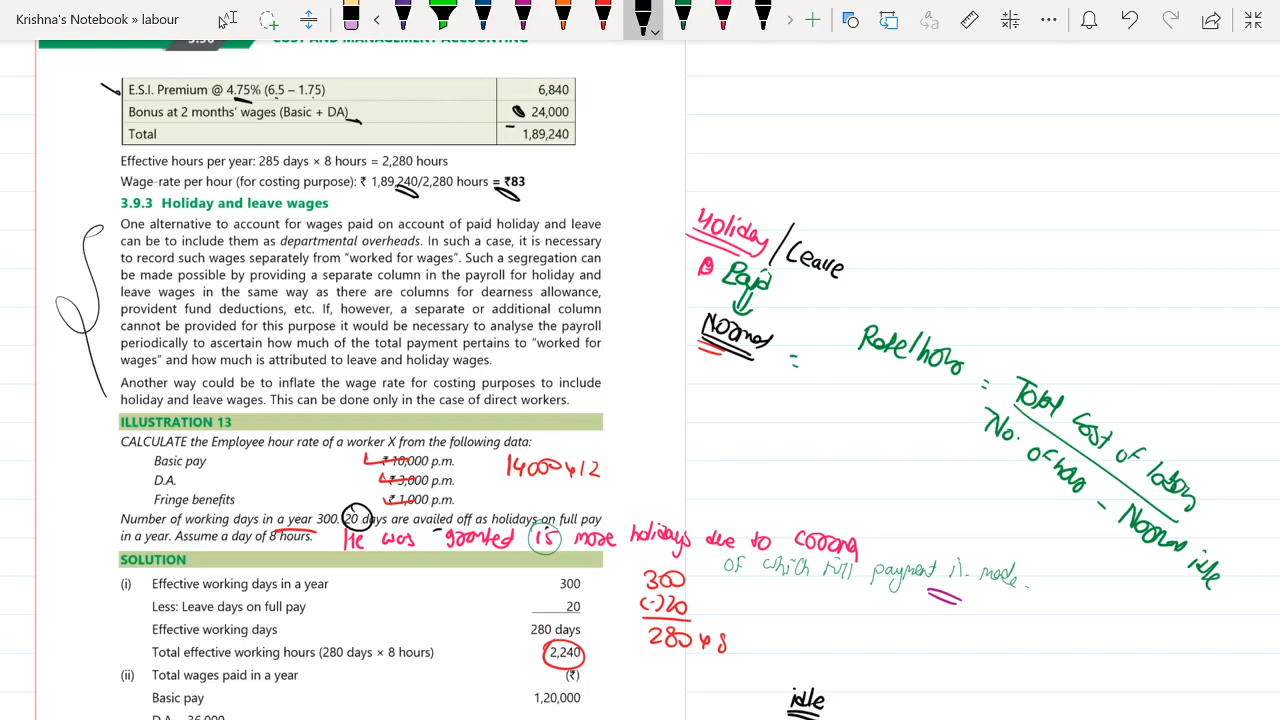 Krishna's Notebook » labour
COST AND MANAGEMENT ACCOUNTING
E.S.I. Premium @ 4.75% (6.5 – 1.75) 6,840
Bonus at 2 months' wages (Basic + DA) 24,000
Total 1,89,240
Effective hours per year: 285 days × 8 hours = 2,280 hours
Wage-rate per hour (for costing purpose): ₹ 1,89,240/2,280 hours = ₹83
3.9.3 Holiday and leave wages
One alternative to account for wages paid on account of paid holiday and leave
can be to include them as departmental overheads. In such a case, it is necessary
to record such wages separately from "worked for wages". Such a segregation can
be made possible by providing a separate column in the payroll for holiday and
leave wages in the same way as there are columns for dearness allowance,
provident fund deductions, etc. If, however, a separate or additional column
cannot be provided for this purpose it would be necessary to analyse the payroll
periodically to ascertain how much of the total payment pertains to "worked for
wages" and how much is attributed to leave and holiday wages.
Another way could be to inflate the wage rate for costing purposes to include
holiday and leave wages. This can be done only in the case of direct workers.
ILLUSTRATION 13
CALCULATE the Employee hour rate of a worker X from the following data:
Basic pay ₹ 10,000 p.m.
14000 × 12
D.A. ₹ 3,000 p.m.
Fringe benefits ₹ 1,000 p.m.
Number of working days in a year 300. 20 days are availed off as holidays on full pay
in a year. Assume a day of 8 hours.
He was granted 15 more holidays due to corona
of which full payment is made.
SOLUTION
(i) Effective working days in a year 300
Less: Leave days on full pay 20
Effective working days 280 days
Total effective working hours (280 days × 8 hours) 2,240
(ii) Total wages paid in a year (₹)
Basic pay 1,20,000
D.A. 36,000
300
(-) 20
280 × 8
Holiday / Leave
Paid
Normal
=
Rate/hour = Total Cost of labour
No. of hours - Normal idle
idle